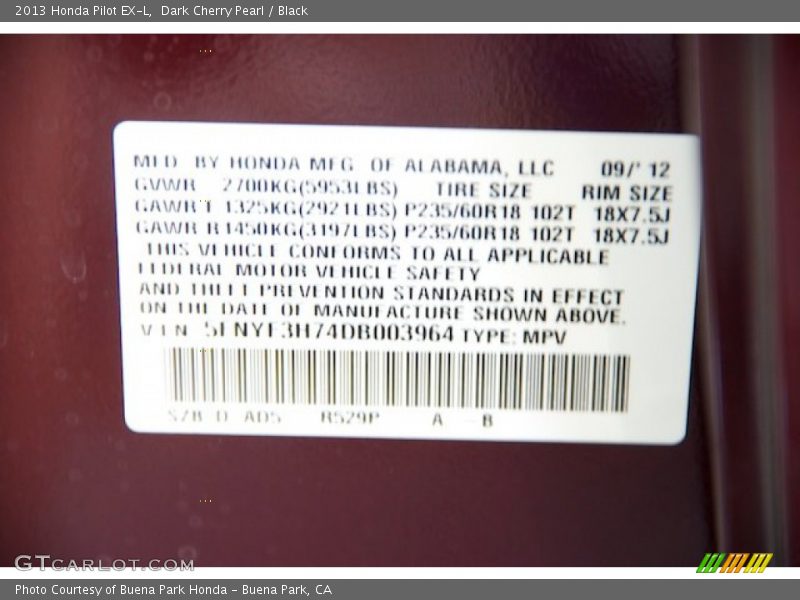 2013 Honda Pilot EX-L, Dark Cherry Pearl / Black
MFD BY HONDA MFG OF ALABAMA, LLC 09/'12
GVWR 2700KG(5953LBS) TIRE SIZE RIM SIZE
GAWR F 1325KG(2921LBS) P235/60R18 102T 18X7.5J
GAWR R1450KG(3197LBS) P235/60R18 102T 18X7.5J
THIS VEHICLE CONFORMS TO ALL APPLICABLE
FEDERAL MOTOR VEHICLE SAFETY
AND THEFT PREVENTION STANDARDS IN EFFECT
ON THE DATE OF MANUFACTURE SHOWN ABOVE.
VIN 5FNYF3H74DB003964 TYPE: MPV
SZB D AD5 R529P A B
GTCARLOT.COM
Photo Courtesy of Buena Park Honda - Buena Park, CA